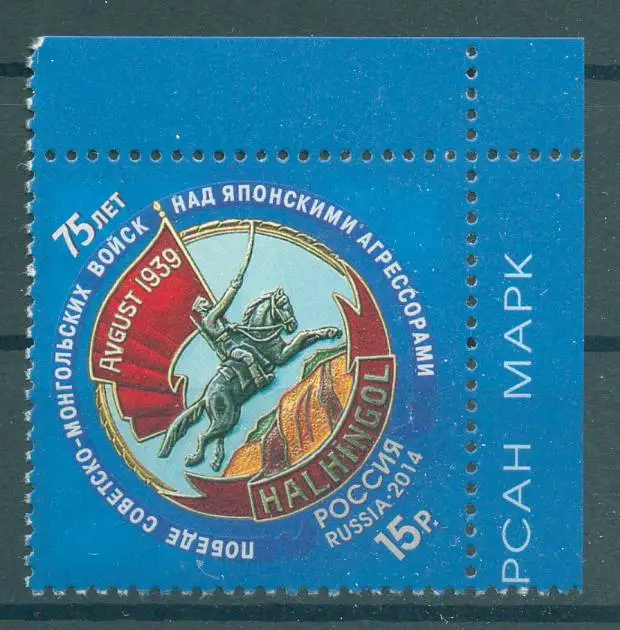 75 ЛЕТ
ПОБЕДЕ СОВЕТСКО-МОНГОЛЬСКИХ ВОЙСК НАД ЯПОНСКИМИ АГРЕССОРАМИ
AVGUST 1939
HALHINGOL
РОССИЯ
RUSSIA·2014
15Р.
РСАН МАРК